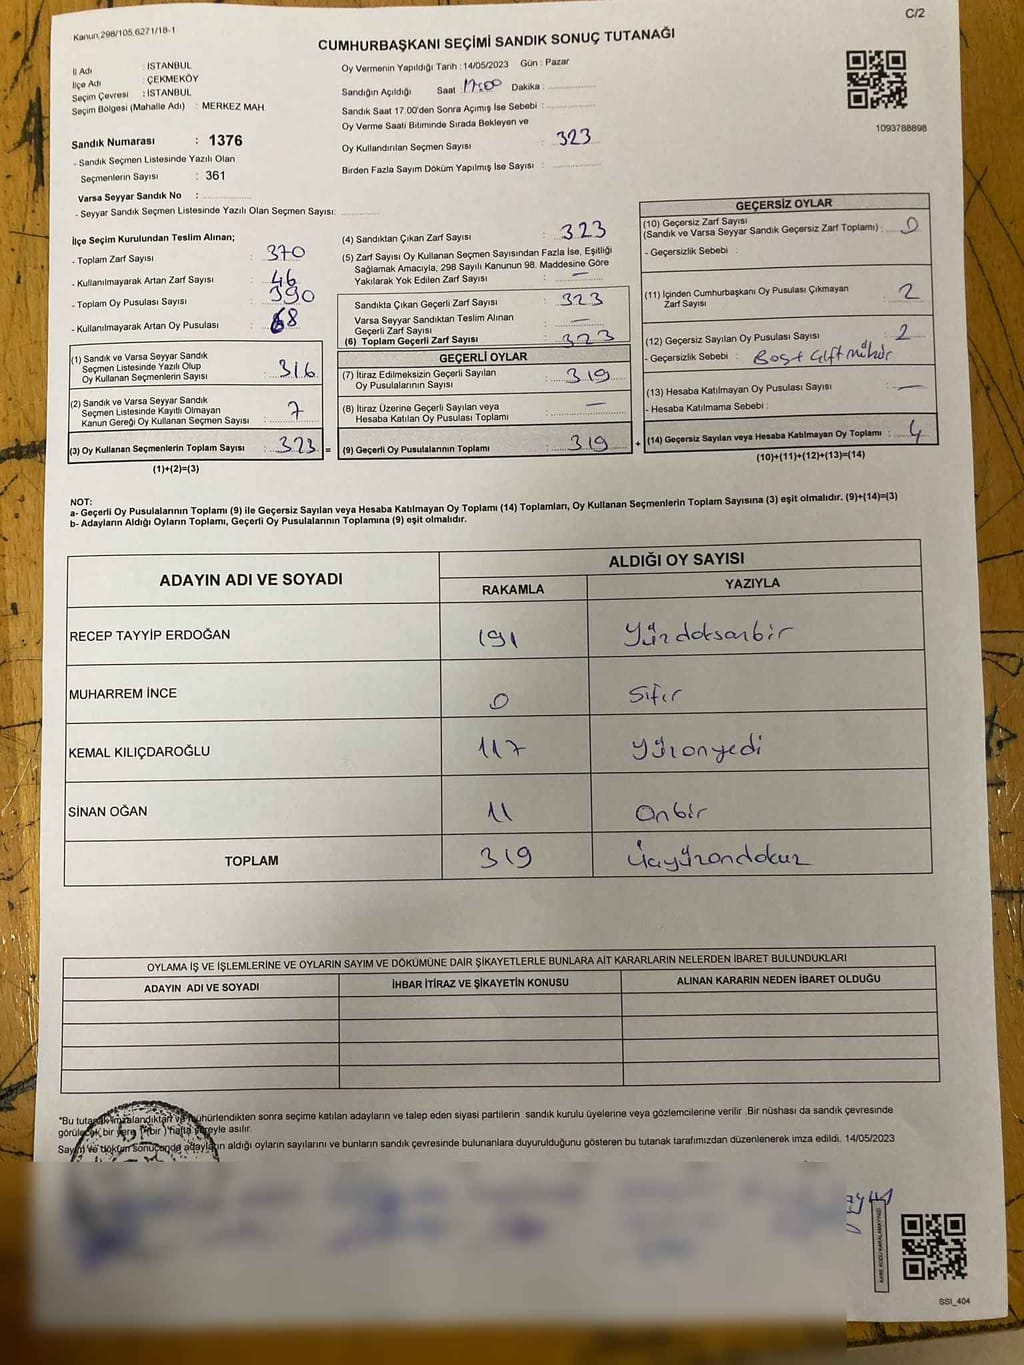 Kanun,298/105,6271/18-1
C/2
CUMHURBAŞKANI SEÇİMİ SANDIK SONUÇ TUTANAĞI
İl Adı : İSTANBUL
İlçe Adı : ÇEKMEKÖY
Seçim Çevresi : İSTANBUL
Seçim Bölgesi (Mahalle Adı) : MERKEZ MAH.
Sandık Numarası : 1376
- Sandık Seçmen Listesinde Yazılı Olan
Seçmenlerin Sayısı : 361
Varsa Seyyar Sandık No :
- Seyyar Sandık Seçmen Listesinde Yazılı Olan Seçmen Sayısı:
Oy Vermenin Yapıldığı Tarih : 14/05/2023 Gün : Pazar
Sandığın Açıldığı Saat 17:00 Dakika :
Sandık Saat 17.00'den Sonra Açımış İse Sebebi :
Oy Verme Saati Bitiminde Sırada Bekleyen ve
Oy Kullandırılan Seçmen Sayısı : 323
Birden Fazla Sayım Döküm Yapılmış İse Sayısı :
1093788898
İlçe Seçim Kurulundan Teslim Alınan;
- Toplam Zarf Sayısı : 370
- Kullanılmayarak Artan Zarf Sayısı : 46
- Toplam Oy Pusulası Sayısı : 390
- Kullanılmayarak Artan Oy Pusulası : 68
(1) Sandık ve Varsa Seyyar Sandık
Seçmen Listesinde Yazılı Olup
Oy Kullanan Seçmenlerin Sayısı : 316
(2) Sandık ve Varsa Seyyar Sandık
Seçmen Listesinde Kayıtlı Olmayan
Kanun Gereği Oy Kullanan Seçmen Sayısı : 7
(3) Oy Kullanan Seçmenlerin Toplam Sayısı : 323 =
(1)+(2)=(3)
(4) Sandıktan Çıkan Zarf Sayısı : 323
(5) Zarf Sayısı Oy Kullanan Seçmen Sayısından Fazla İse, Eşitliği
Sağlamak Amacıyla, 298 Sayılı Kanunun 98. Maddesine Göre
Yakılarak Yok Edilen Zarf Sayısı : —
Sandıkta Çıkan Geçerli Zarf Sayısı : 323
Varsa Seyyar Sandıktan Teslim Alınan
Geçerli Zarf Sayısı : —
(6) Toplam Geçerli Zarf Sayısı : 323
GEÇERLİ OYLAR
(7) İtiraz Edilmeksizin Geçerli Sayılan
Oy Pusulalarının Sayısı : 319
(8) İtiraz Üzerine Geçerli Sayılan veya
Hesaba Katılan Oy Pusulası Toplamı : —
(9) Geçerli Oy Pusulalarının Toplamı : 319 +
GEÇERSİZ OYLAR
(10) Geçersiz Zarf Sayısı
(Sandık ve Varsa Seyyar Sandık Geçersiz Zarf Toplamı) : 0
- Geçersizlik Sebebi :
(11) İçinden Cumhurbaşkanı Oy Pusulası Çıkmayan
Zarf Sayısı : 2
(12) Geçersiz Sayılan Oy Pusulası Sayısı : 2
- Geçersizlik Sebebi : Boş + Çift mühür
(13) Hesaba Katılmayan Oy Pusulası Sayısı : —
- Hesaba Katılmama Sebebi :
(14) Geçersiz Sayılan veya Hesaba Katılmayan Oy Toplamı : 4
(10)+(11)+(12)+(13)=(14)
NOT:
a- Geçerli Oy Pusulalarının Toplamı (9) ile Geçersiz Sayılan veya Hesaba Katılmayan Oy Toplamı (14) Toplamları, Oy Kullanan Seçmenlerin Toplam Sayısına (3) eşit olmalıdır. (9)+(14)=(3)
b- Adayların Aldığı Oyların Toplamı, Geçerli Oy Pusulalarının Toplamına (9) eşit olmalıdır.
ADAYIN ADI VE SOYADI
ALDIĞI OY SAYISI
RAKAMLA YAZIYLA
RECEP TAYYİP ERDOĞAN 191 Yüzdoksanbir
MUHARREM İNCE 0 Sıfır
KEMAL KILIÇDAROĞLU 117 Yüzonyedi
SİNAN OĞAN 11 Onbir
TOPLAM 319 Üçyüzondokuz
OYLAMA İŞ VE İŞLEMLERİNE VE OYLARIN SAYIM VE DÖKÜMÜNE DAİR ŞİKAYETLERLE BUNLARA AİT KARARLARIN NELERDEN İBARET BULUNDUKLARI
ADAYIN ADI VE SOYADI İHBAR İTİRAZ VE ŞİKAYETİN KONUSU ALINAN KARARIN NEDEN İBARET OLDUĞU
*Bu tutanak imzalandıktan ve mühürlendikten sonra seçime katılan adayların ve talep eden siyasi partilerin sandık kurulu üyelerine veya gözlemcilerine verilir .Bir nüshası da sandık çevresinde
görülecek bir yere 1(bir ) hafta süreyle asılır.
Sayım ve döküm sonucunda adayların aldığı oyların sayılarını ve bunların sandık çevresinde bulunanlara duyurulduğunu gösteren bu tutanak tarafımızdan düzenlenerek imza edildi. 14/05/2023
KARE KODU KARALAMAYINIZ!
SSI_404